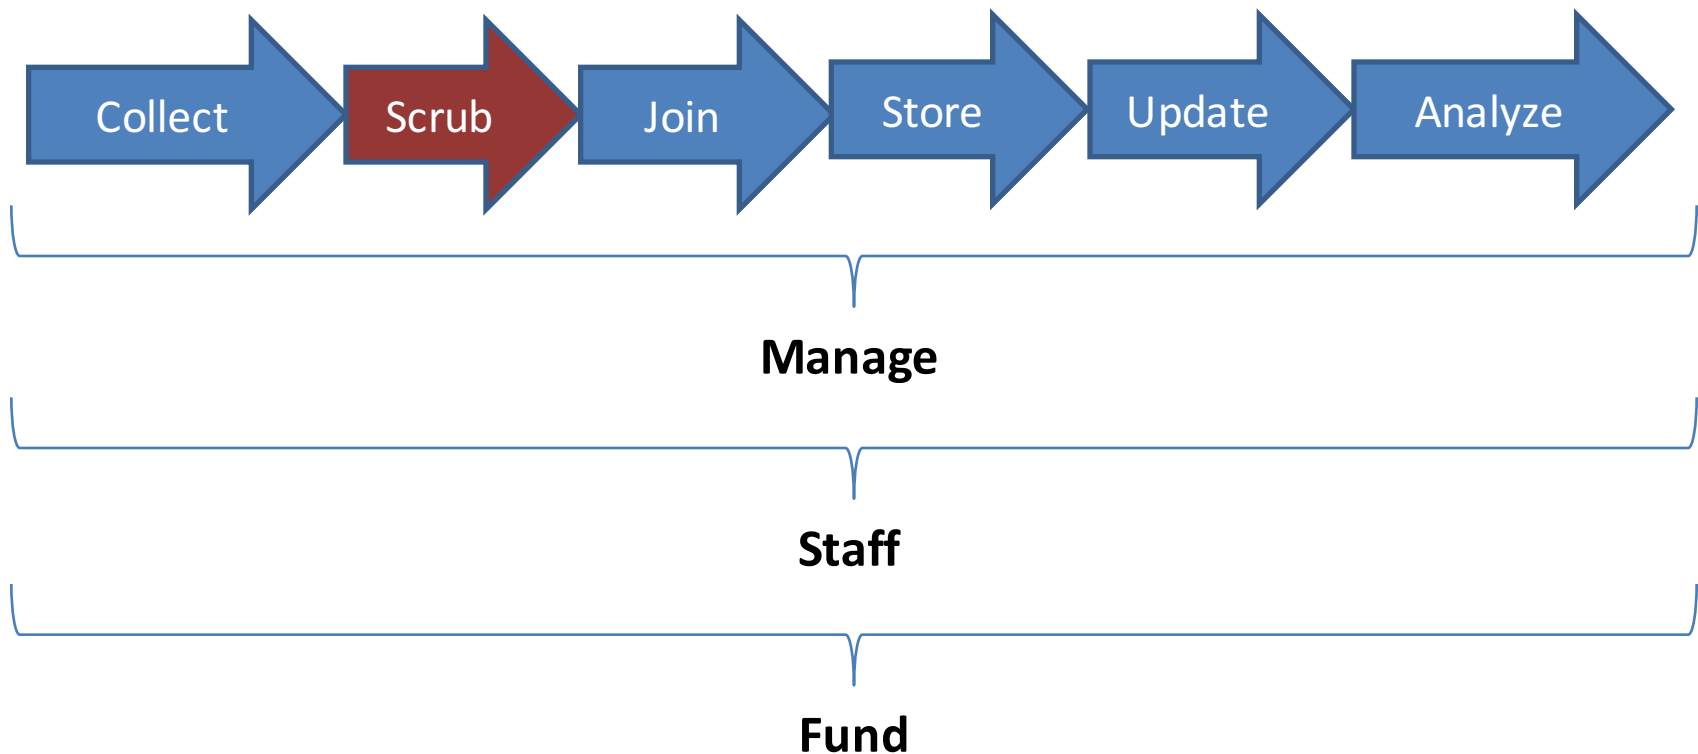 Collect
Scrub
Join
Store
Update
Analyze
Manage
Staff
Fund